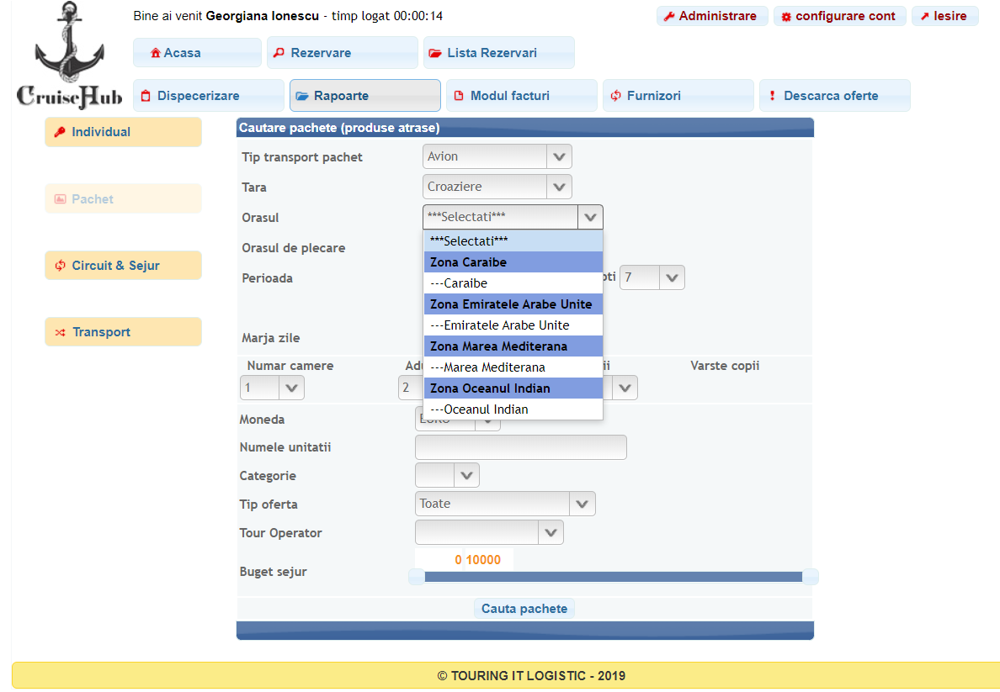 Bine ai venit Georgiana Ionescu - timp logat 00:00:14
Administrare
configurare cont
Iesire
CruiseHub
Acasa
Rezervare
Lista Rezervari
Dispecerizare
Rapoarte
Modul facturi
Furnizori
Descarca oferte
Individual
Pachet
Circuit & Sejur
Transport
Cautare pachete (produse atrase)
Tip transport pachet
Avion
Tara
Croaziere
Orasul
***Selectati***
***Selectati***
Zona Caraibe
---Caraibe
Zona Emiratele Arabe Unite
---Emiratele Arabe Unite
Zona Marea Mediterana
---Marea Mediterana
Zona Oceanul Indian
---Oceanul Indian
Orasul de plecare
Perioada
7
Marja zile
Numar camere
Varste copii
1
2
Moneda
EURO
Numele unitatii
Categorie
Tip oferta
Toate
Tour Operator
Buget sejur
0 10000
Cauta pachete
© TOURING IT LOGISTIC - 2019